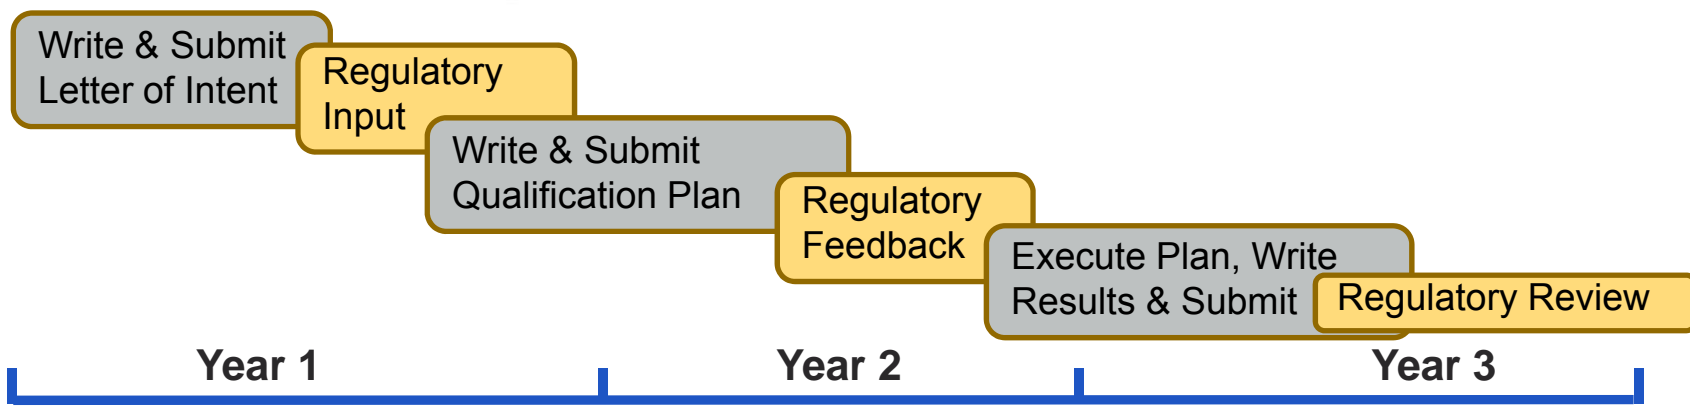 Write & Submit
Letter of Intent
Regulatory
Input
Write & Submit
Qualification Plan
Regulatory
Feedback
Execute Plan, Write
Results & Submit
Regulatory Review
Year 1
Year 2
Year 3